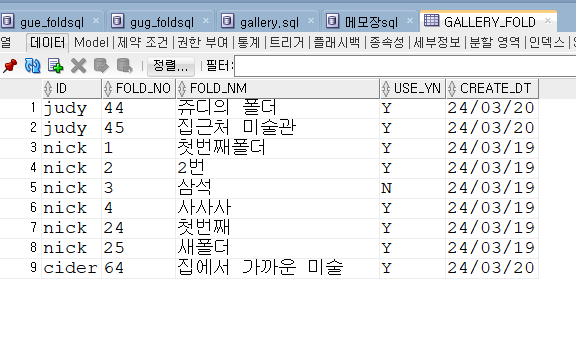 gue_foldsql gug_foldsql gallery,sql 메모장sql GALLERY_FOLD
열 데이터 Model 제약 조건 권한 부여 통계 트리거 플래시백 종속성 세부정보 분할 영역 인덱스
정렬... 필터:
ID FOLD_NO FOLD_NM USE_YN CREATE_DT
1 judy 44 쥬디의 폴더 Y 24/03/20
2 judy 45 집근처 미술관 Y 24/03/20
3 nick 1 첫번째폴더 Y 24/03/19
4 nick 2 2번 Y 24/03/19
5 nick 3 삼석 N 24/03/19
6 nick 4 사사사 Y 24/03/19
7 nick 24 첫번째 Y 24/03/19
8 nick 25 새폴더 Y 24/03/19
9 cider 64 집에서 가까운 미술 Y 24/03/20